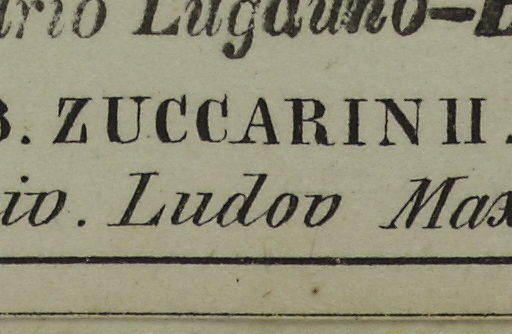 ario Lugduno-B
B. ZUCCARINII.
iv. Ludov Max